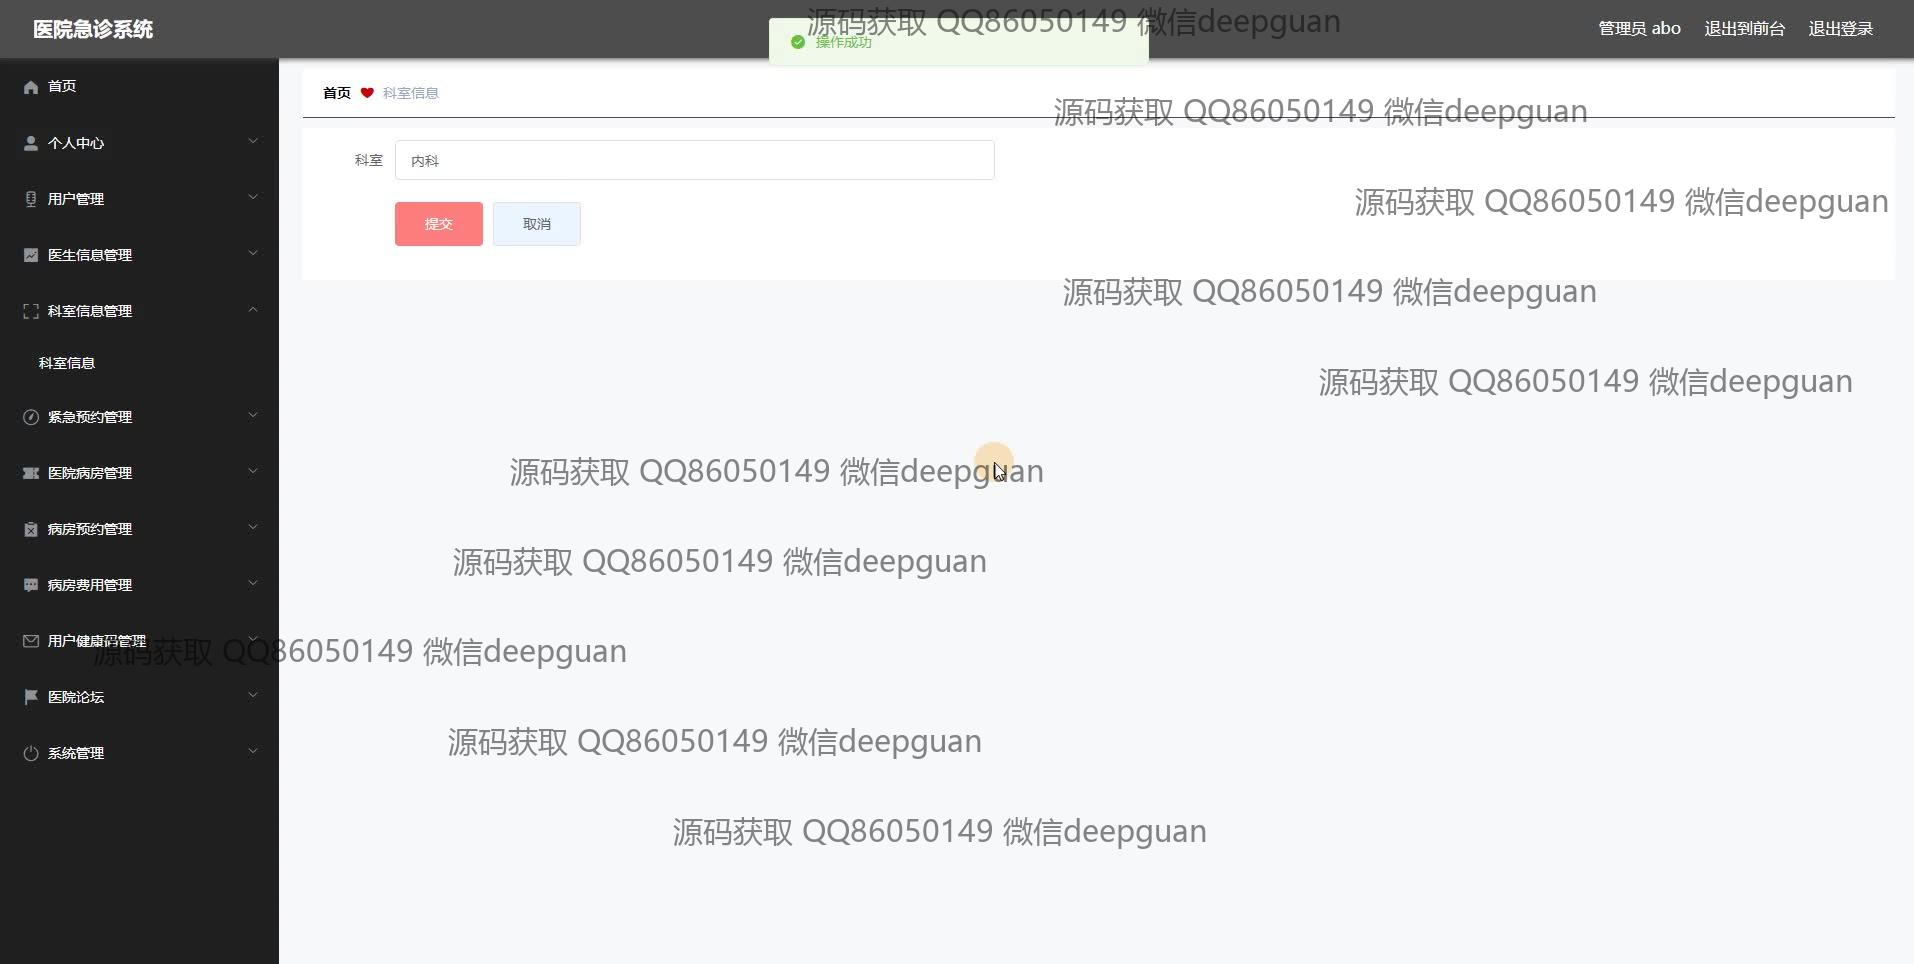 医院急诊系统
源码获取 QQ86050149 微信deepguan
操作成功
管理员 abo 退出到前台 退出登录
首页
个人中心
用户管理
医生信息管理
科室信息管理
科室信息
紧急预约管理
医院病房管理
病房预约管理
病房费用管理
用户健康码管理
医院论坛
系统管理
首页 科室信息
源码获取 QQ86050149 微信deepguan
科室 内科
源码获取 QQ86050149 微信deepguan
提交 取消
源码获取 QQ86050149 微信deepguan
源码获取 QQ86050149 微信deepguan
源码获取 QQ86050149 微信deepguan
源码获取 QQ86050149 微信deepguan
源码获取 QQ86050149 微信deepguan
源码获取 QQ86050149 微信deepguan
源码获取 QQ86050149 微信deepguan